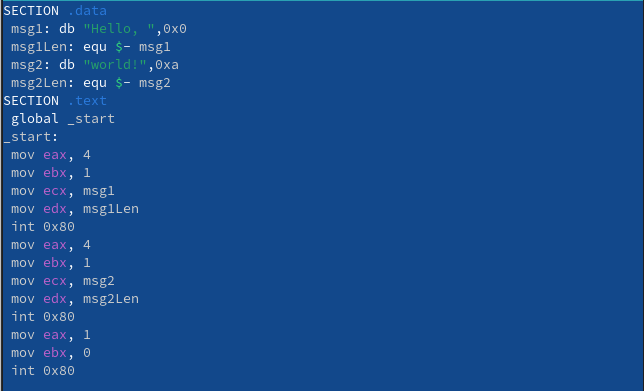 SECTION .data
msg1: db "Hello, ",0x0
msg1Len: equ $- msg1
msg2: db "world!",0xa
msg2Len: equ $- msg2
SECTION .text
global _start
_start:
mov eax, 4
mov ebx, 1
mov ecx, msg1
mov edx, msg1Len
int 0x80
mov eax, 4
mov ebx, 1
mov ecx, msg2
mov edx, msg2Len
int 0x80
mov eax, 1
mov ebx, 0
int 0x80